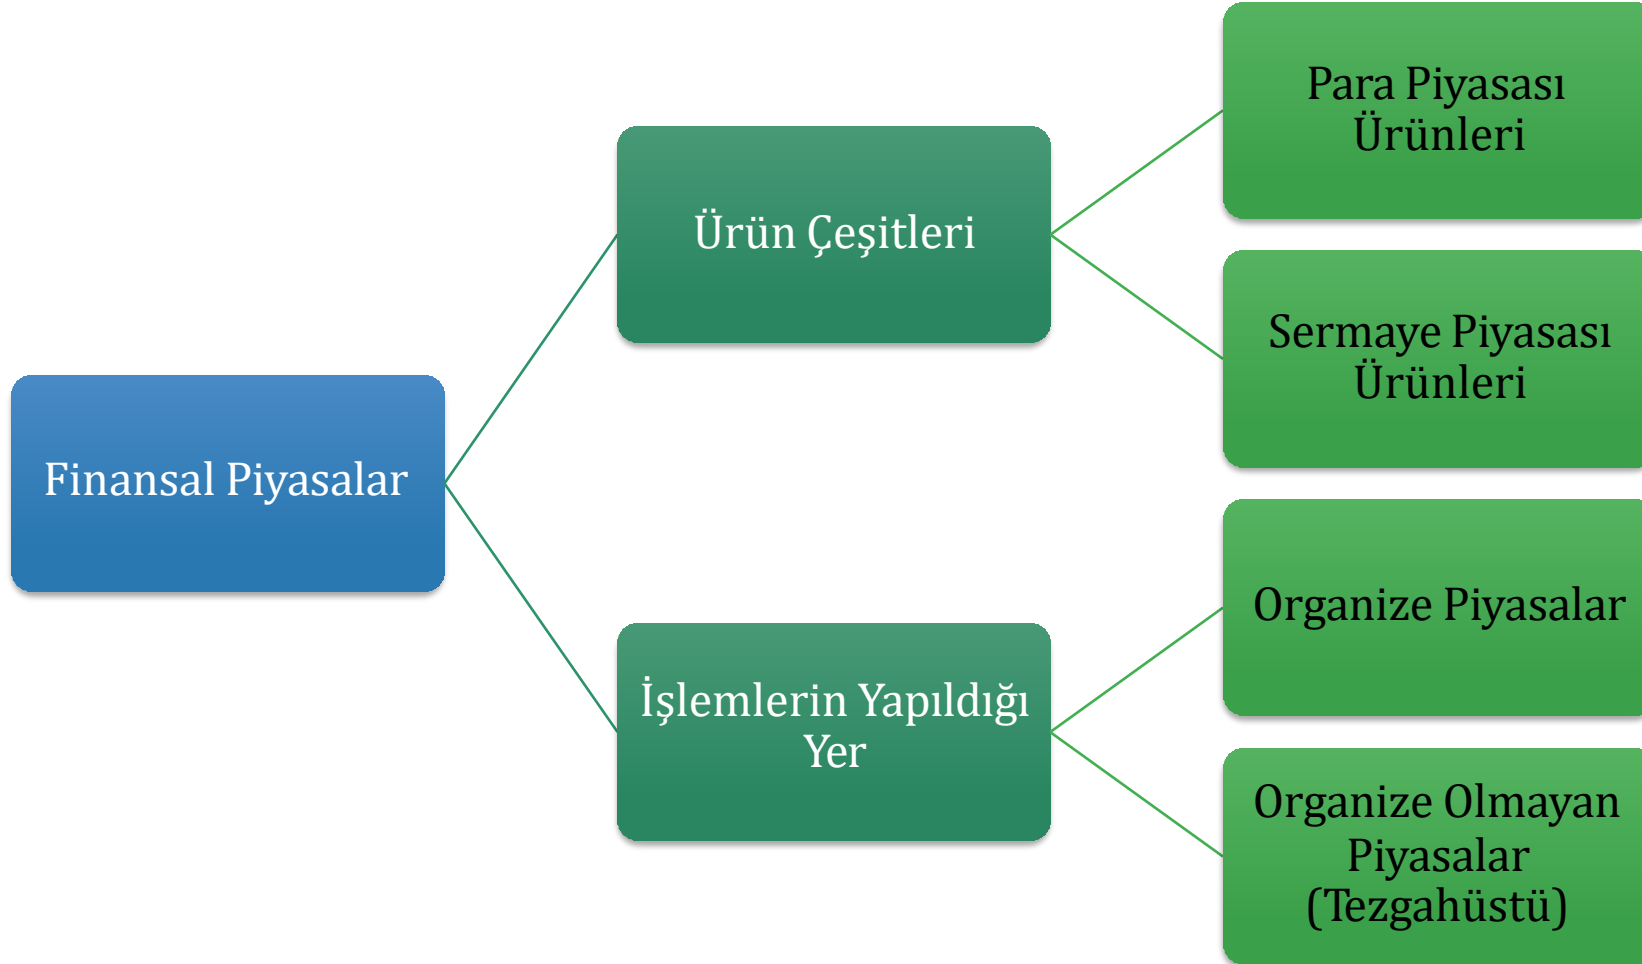 Finansal Piyasalar
Ürün Çeşitleri
Para Piyasası
Ürünleri
Sermaye Piyasası
Ürünleri
İşlemlerin Yapıldığı
Yer
Organize Piyasalar
Organize Olmayan
Piyasalar
(Tezgahüstü)